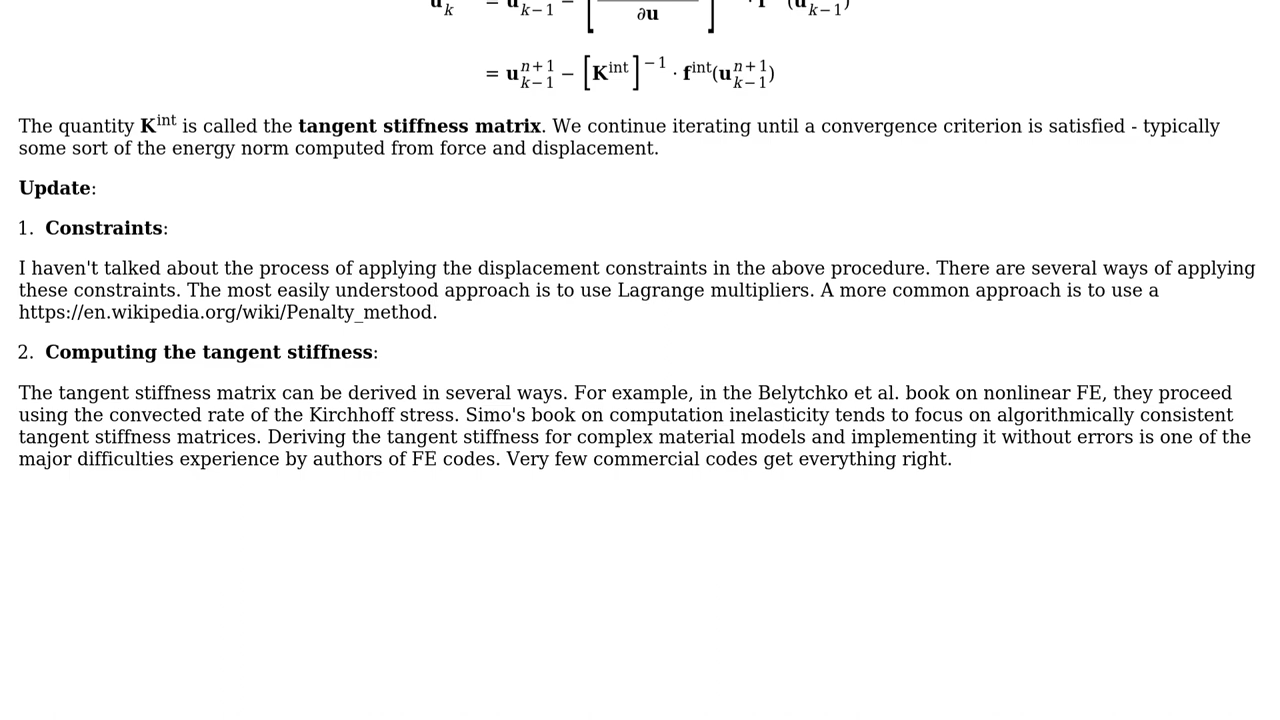 u_k = u_{k−1} − [ ∂u ] · (u_{k−1})
= u_{k−1}^{n+1} − [K^{int}]^{−1} · f^{int}(u_{k−1}^{n+1})
The quantity K^{int} is called the tangent stiffness matrix. We continue iterating until a convergence criterion is satisfied - typically
some sort of the energy norm computed from force and displacement.
Update:
1. Constraints:
I haven't talked about the process of applying the displacement constraints in the above procedure. There are several ways of applying
these constraints. The most easily understood approach is to use Lagrange multipliers. A more common approach is to use a
https://en.wikipedia.org/wiki/Penalty_method.
2. Computing the tangent stiffness:
The tangent stiffness matrix can be derived in several ways. For example, in the Belytchko et al. book on nonlinear FE, they proceed
using the convected rate of the Kirchhoff stress. Simo's book on computation inelasticity tends to focus on algorithmically consistent
tangent stiffness matrices. Deriving the tangent stiffness for complex material models and implementing it without errors is one of the
major difficulties experience by authors of FE codes. Very few commercial codes get everything right.